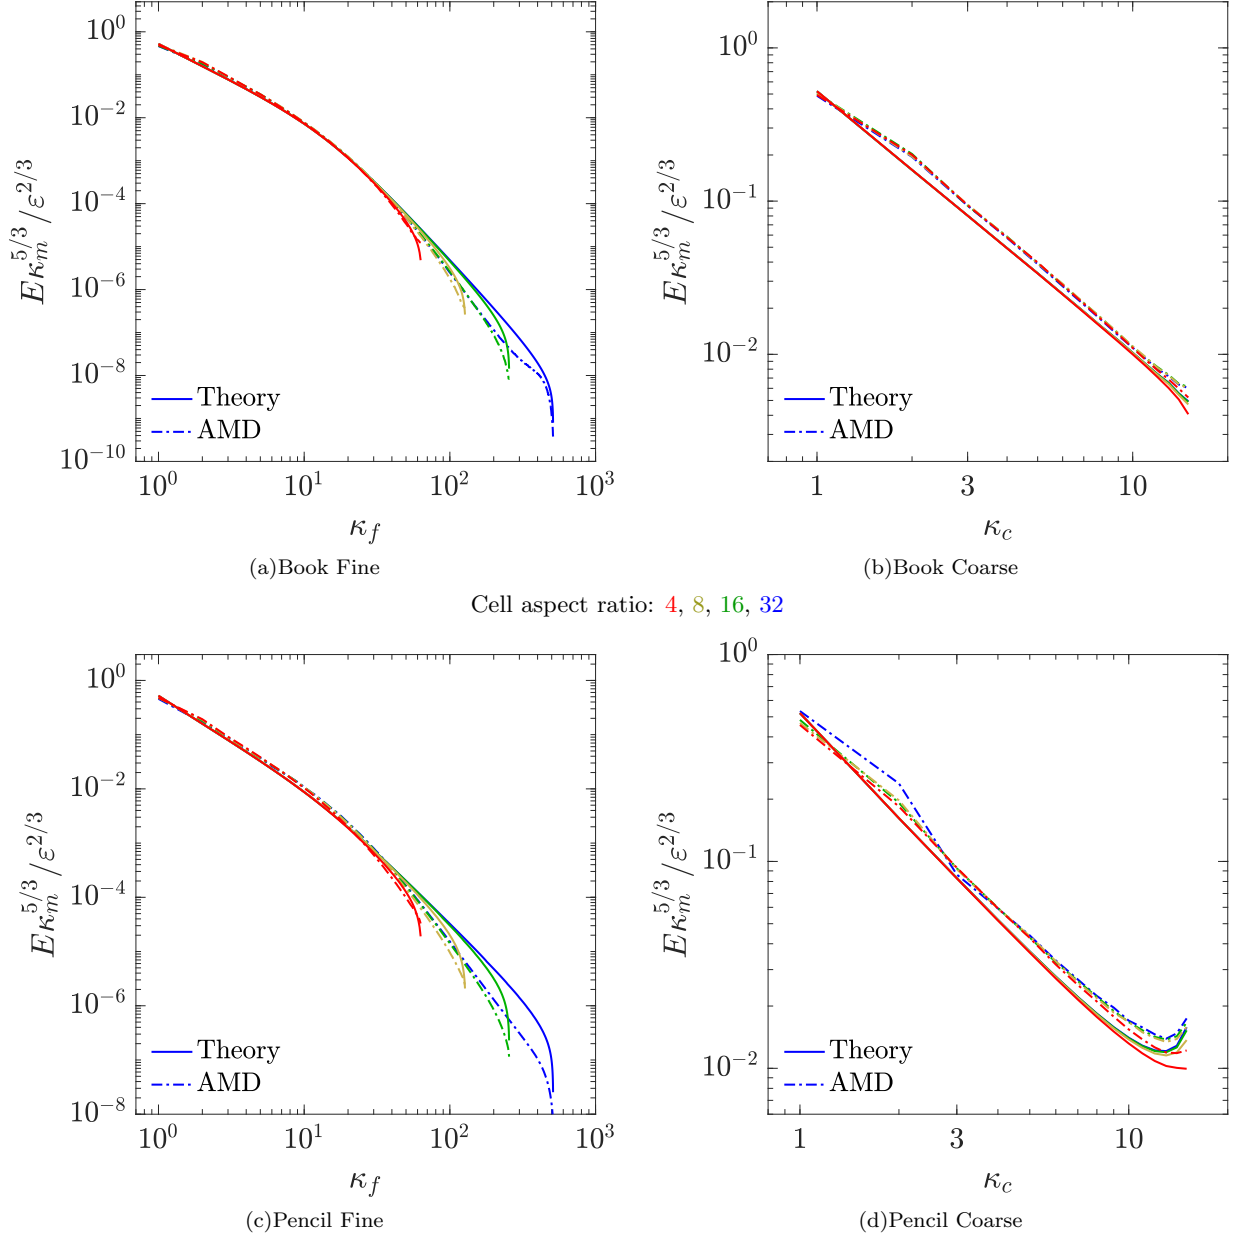 10^0
10^-2
10^-4
10^-6
10^-8
10^-10
Eκ_m^{5/3}/ε^{2/3}
Theory
AMD
10^0 10^1 10^2 10^3
κ_f
(a)Book Fine
10^0
10^-1
10^-2
Eκ_m^{5/3}/ε^{2/3}
Theory
AMD
1 3 10
κ_c
(b)Book Coarse
Cell aspect ratio: 4, 8, 16, 32
10^0
10^-2
10^-4
10^-6
10^-8
Eκ_m^{5/3}/ε^{2/3}
Theory
AMD
10^0 10^1 10^2 10^3
κ_f
(c)Pencil Fine
10^0
10^-1
10^-2
Eκ_m^{5/3}/ε^{2/3}
Theory
AMD
1 3 10
κ_c
(d)Pencil Coarse